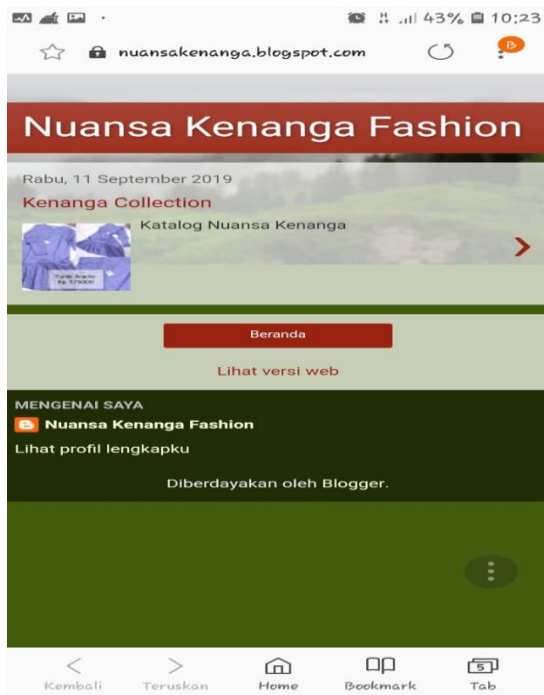 43% 10:23
nuansakenanga.blogspot.com
Nuansa Kenanga Fashion
Rabu, 11 September 2019
Kenanga Collection
Katalog Nuansa Kenanga
Beranda
Lihat versi web
MENGENAI SAYA
Nuansa Kenanga Fashion
Lihat profil lengkapku
Diberdayakan oleh Blogger.
5
Kembali Teruskan Home Bookmark Tab